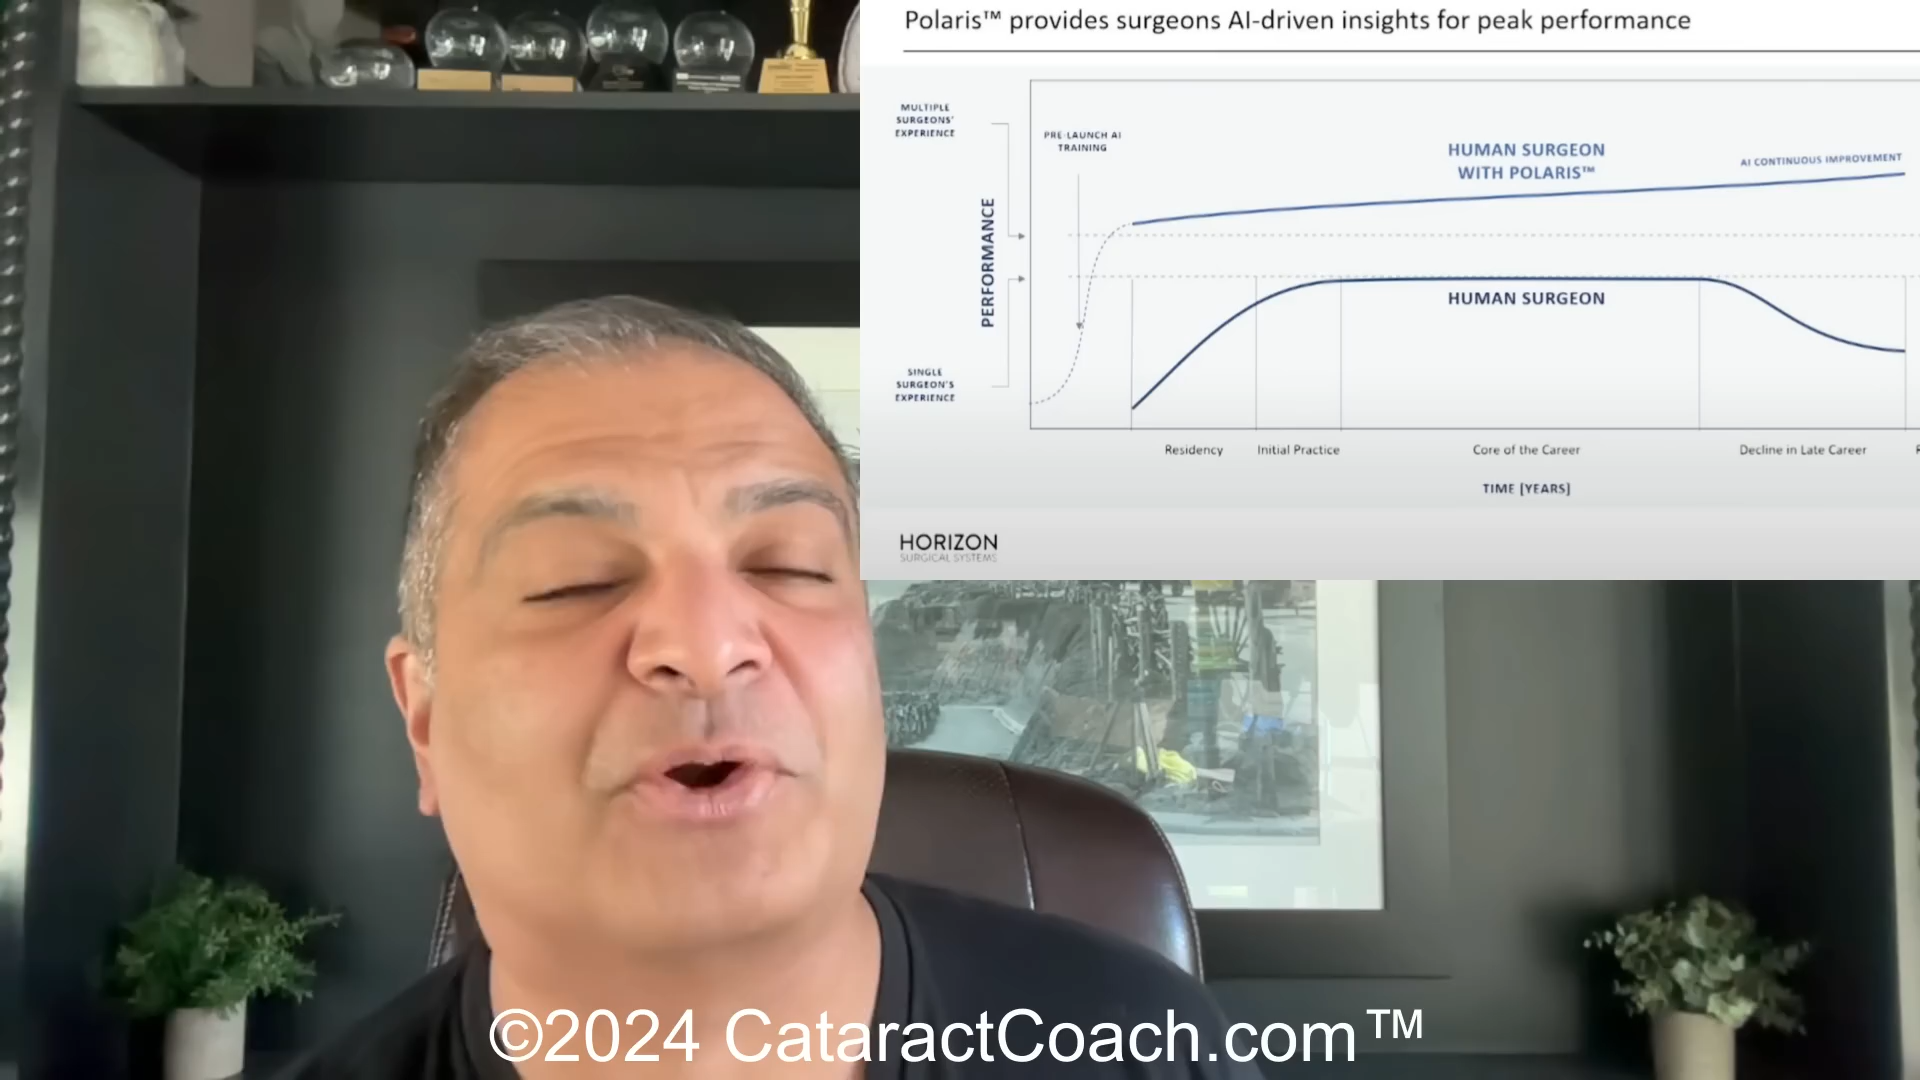 Polaris™ provides surgeons AI-driven insights for peak performance
MULTIPLE
SURGEONS'
EXPERIENCE
PRE-LAUNCH AI
TRAINING
HUMAN SURGEON
WITH POLARIS™
AI CONTINUOUS IMPROVEMENT
PERFORMANCE
HUMAN SURGEON
SINGLE
SURGEON'S
EXPERIENCE
Residency
Initial Practice
Core of the Career
Decline in Late Career
TIME [YEARS]
HORIZON
SURGICAL SYSTEMS
©2024 CataractCoach.com™